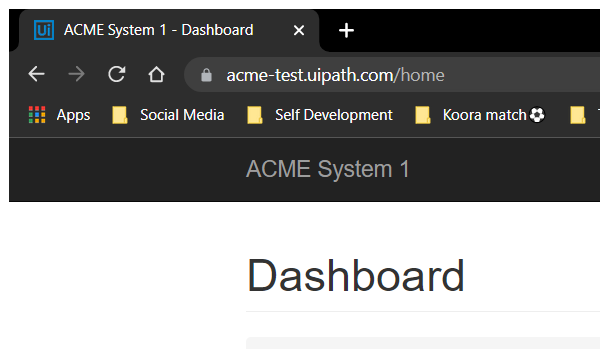 Ui ACME System 1 - Dashboard
acme-test.uipath.com/home
Apps Social Media Self Development Koora match⚽
ACME System 1
Dashboard